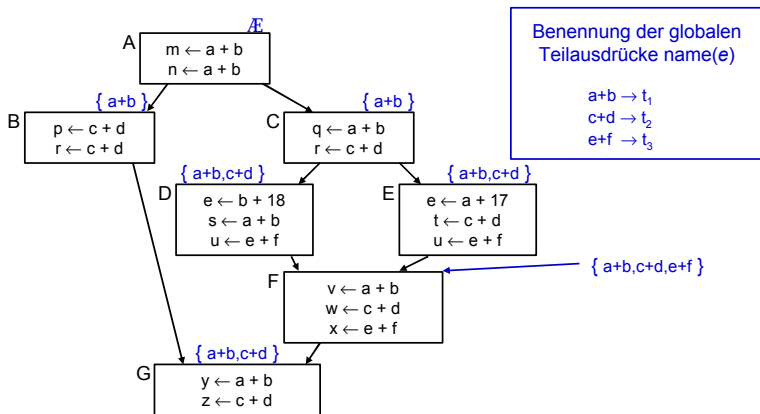 Æ
A
m ← a + b
n ← a + b
Benennung der globalen
Teilausdrücke name(e)
a+b → t₁
c+d → t₂
e+f → t₃
{ a+b }
B
p ← c + d
r ← c + d
{ a+b }
C
q ← a + b
r ← c + d
{ a+b,c+d }
D
e ← b + 18
s ← a + b
u ← e + f
{ a+b,c+d }
E
e ← a + 17
t ← c + d
u ← e + f
{ a+b,c+d,e+f }
F
v ← a + b
w ← c + d
x ← e + f
{ a+b,c+d }
G
y ← a + b
z ← c + d